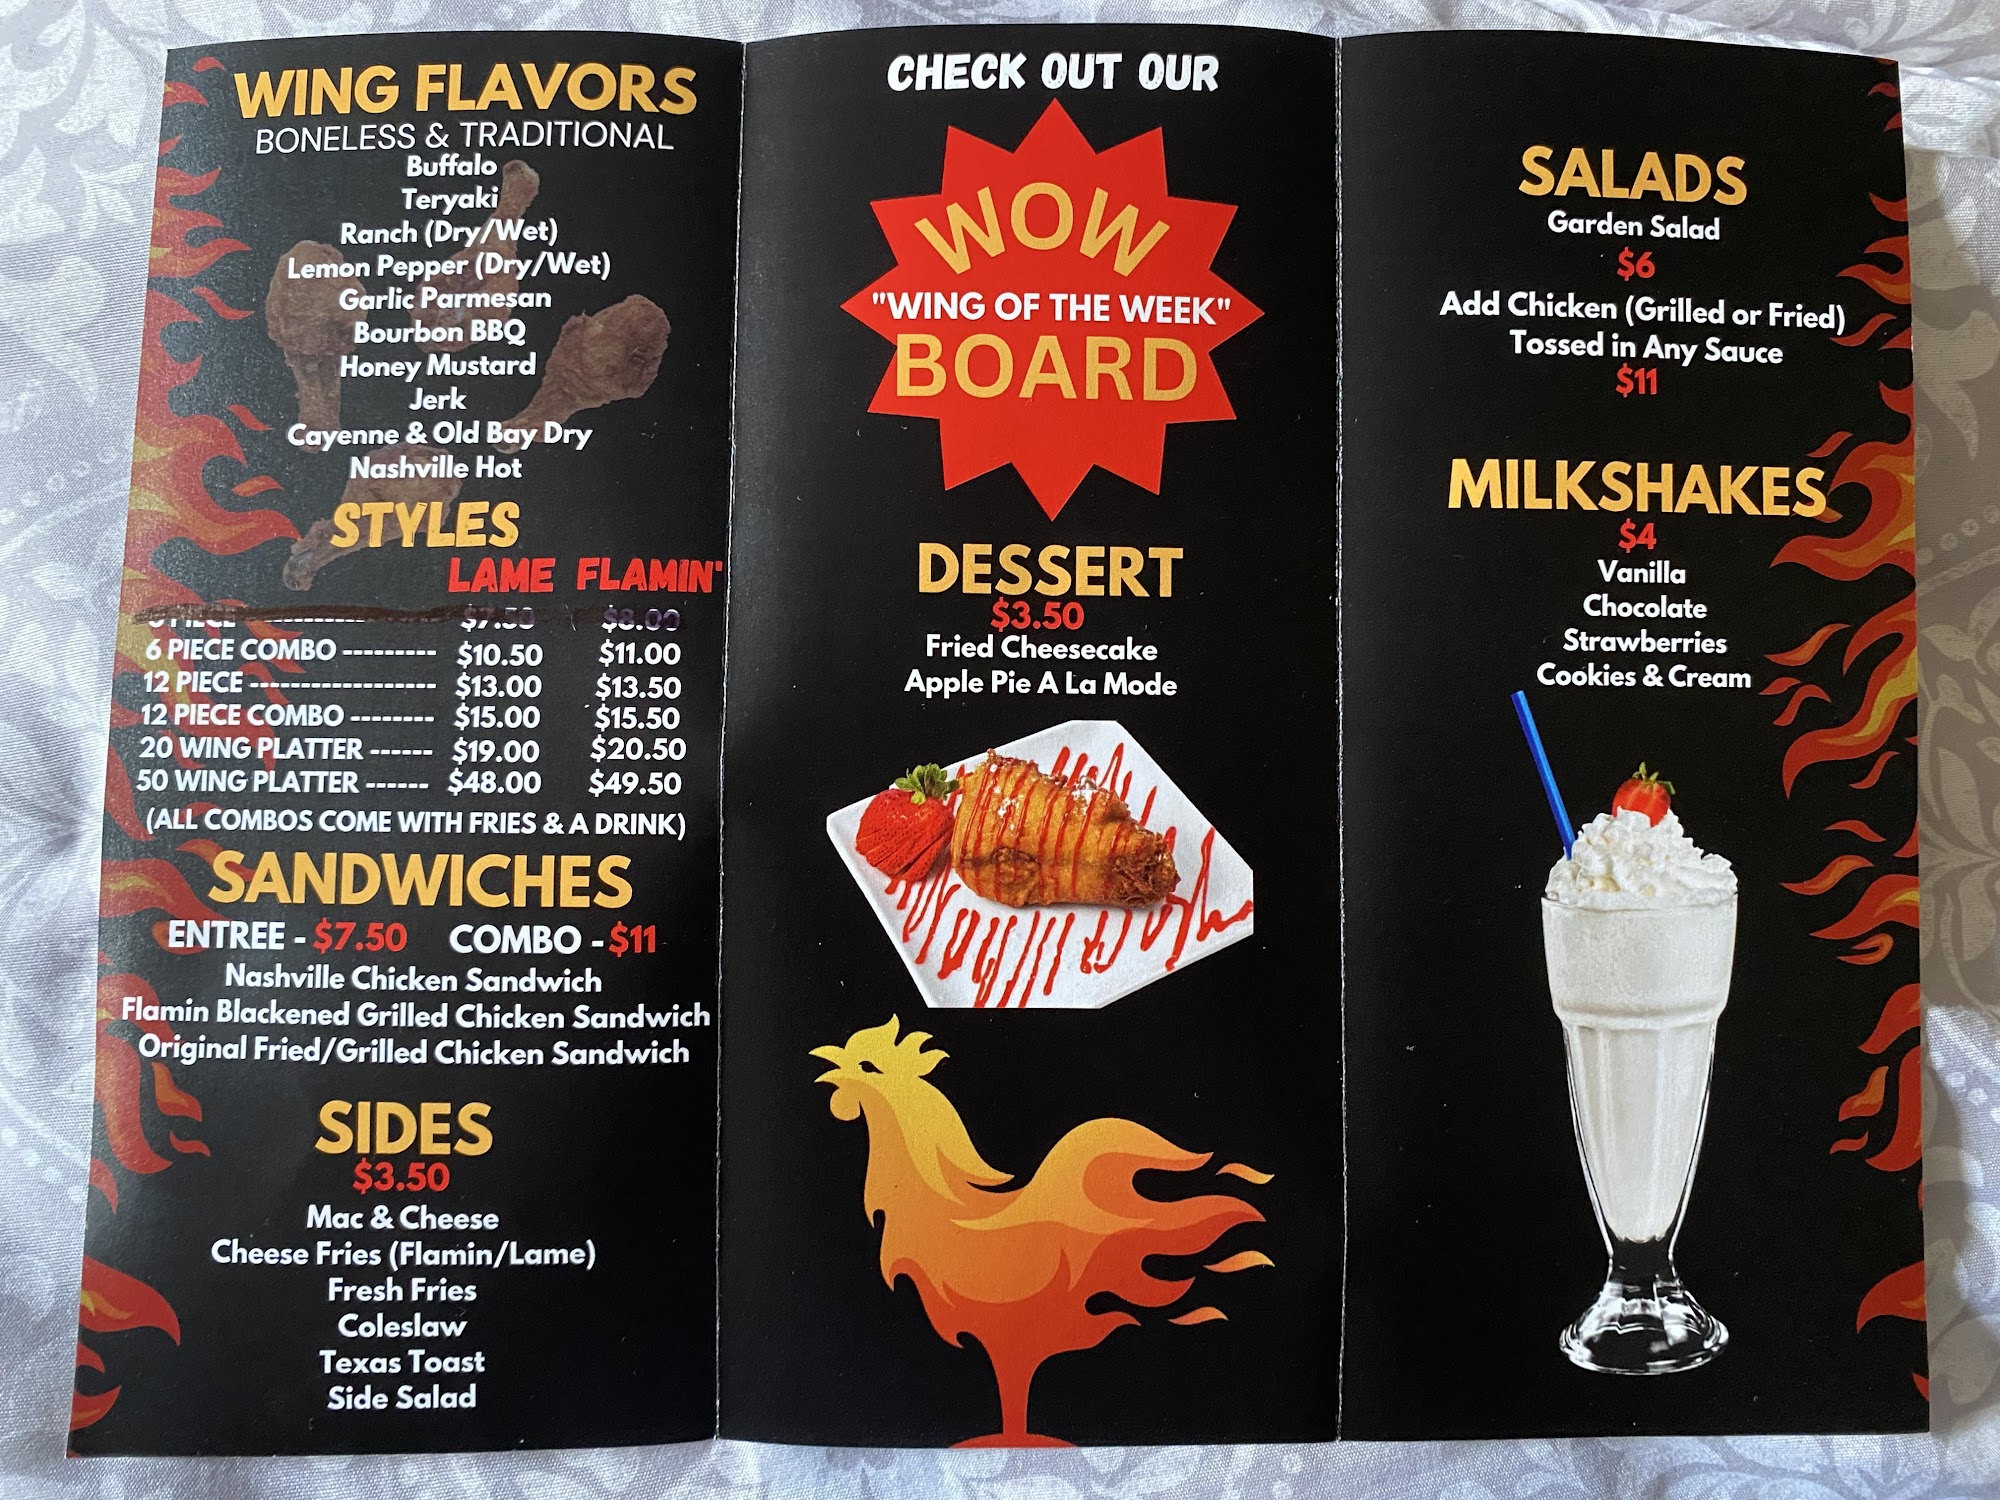 WING FLAVORS
BONELESS & TRADITIONAL
Buffalo
Teryaki
Ranch (Dry/Wet)
Lemon Pepper (Dry/Wet)
Garlic Parmesan
Bourbon BBQ
Honey Mustard
Jerk
Cayenne & Old Bay Dry
Nashville Hot
STYLES
LAME FLAMIN'
PIECE $7.50 $8.00
6 PIECE COMBO --------- $10.50 $11.00
12 PIECE ------------------ $13.00 $13.50
12 PIECE COMBO -------- $15.00 $15.50
20 WING PLATTER ------ $19.00 $20.50
50 WING PLATTER ------ $48.00 $49.50
(ALL COMBOS COME WITH FRIES & A DRINK)
SANDWICHES
ENTREE - $7.50 COMBO - $11
Nashville Chicken Sandwich
Flamin Blackened Grilled Chicken Sandwich
Original Fried/Grilled Chicken Sandwich
SIDES
$3.50
Mac & Cheese
Cheese Fries (Flamin/Lame)
Fresh Fries
Coleslaw
Texas Toast
Side Salad
CHECK OUT OUR
WOW
"WING OF THE WEEK"
BOARD
DESSERT
$3.50
Fried Cheesecake
Apple Pie A La Mode
SALADS
Garden Salad
$6
Add Chicken (Grilled or Fried)
Tossed in Any Sauce
$11
MILKSHAKES
$4
Vanilla
Chocolate
Strawberries
Cookies & Cream